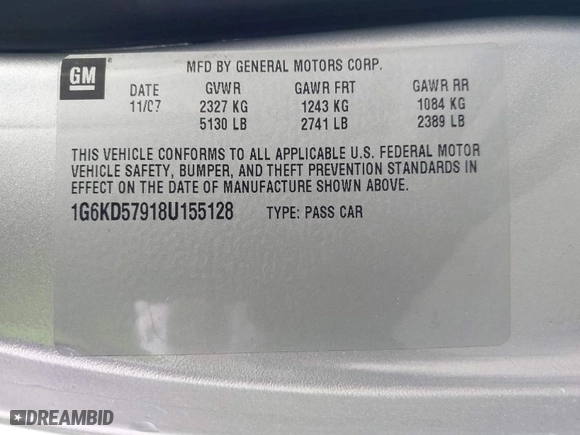 GM ®
MFD BY GENERAL MOTORS CORP.
DATE GVWR GAWR FRT GAWR RR
11/07 2327 KG 1243 KG 1084 KG
5130 LB 2741 LB 2389 LB
THIS VEHICLE CONFORMS TO ALL APPLICABLE U.S. FEDERAL MOTOR
VEHICLE SAFETY, BUMPER, AND THEFT PREVENTION STANDARDS IN
EFFECT ON THE DATE OF MANUFACTURE SHOWN ABOVE.
1G6KD57918U155128 TYPE: PASS CAR
DREAMBID